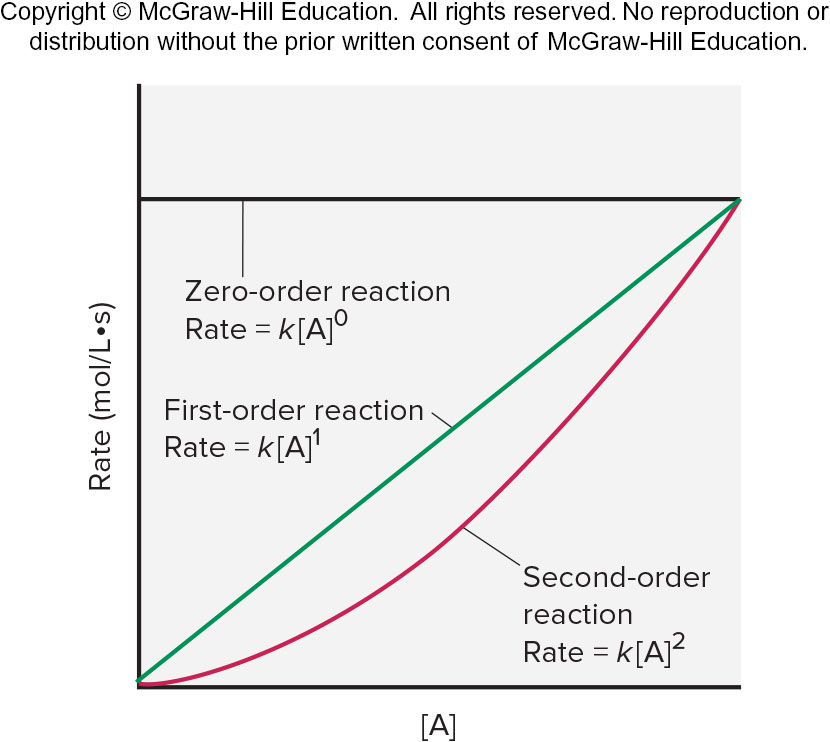 Copyright © McGraw-Hill Education.  All rights reserved. No reproduction or
distribution without the prior written consent of McGraw-Hill Education.
Zero-order reaction
Rate = k[A]⁰
First-order reaction
Rate = k[A]¹
Second-order
reaction
Rate = k[A]²
Rate (mol/L•s)
[A]